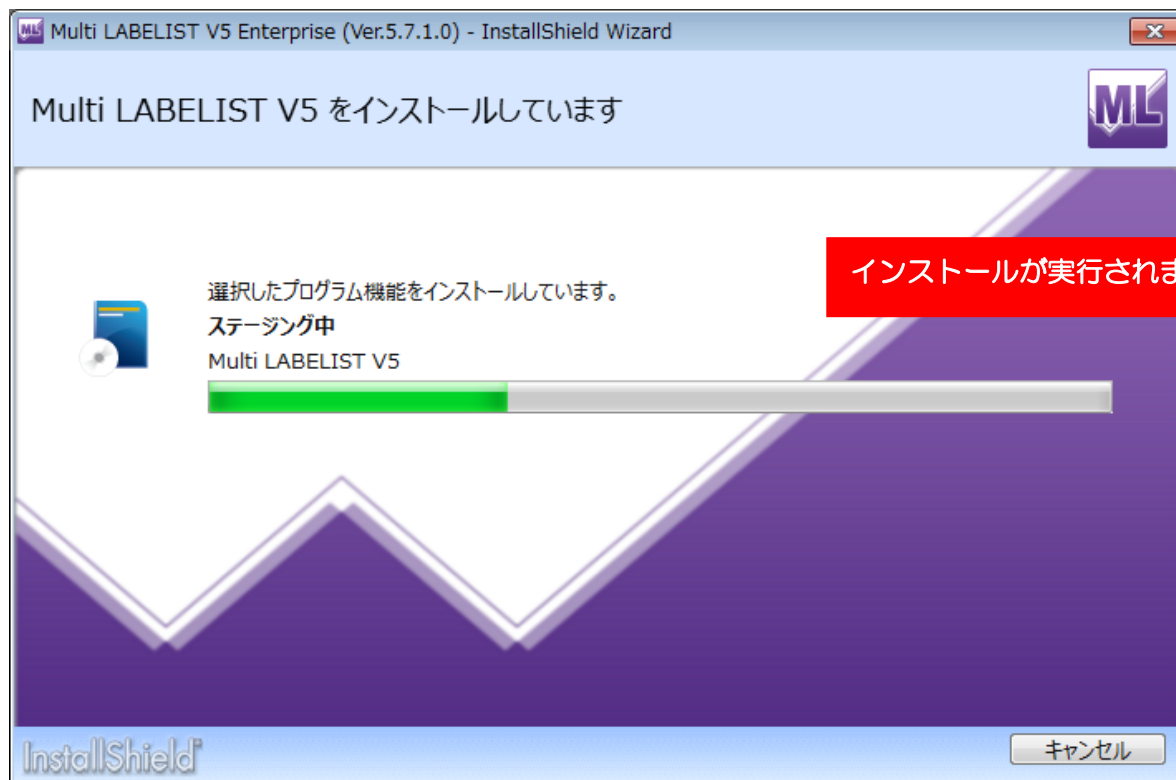 Multi LABELIST V5 Enterprise (Ver.5.7.1.0) - InstallShield Wizard
Multi LABELIST V5 をインストールしています
ML
インストールが実行されま
選択したプログラム機能をインストールしています。
ステージング中
Multi LABELIST V5
InstallShield
キャンセル